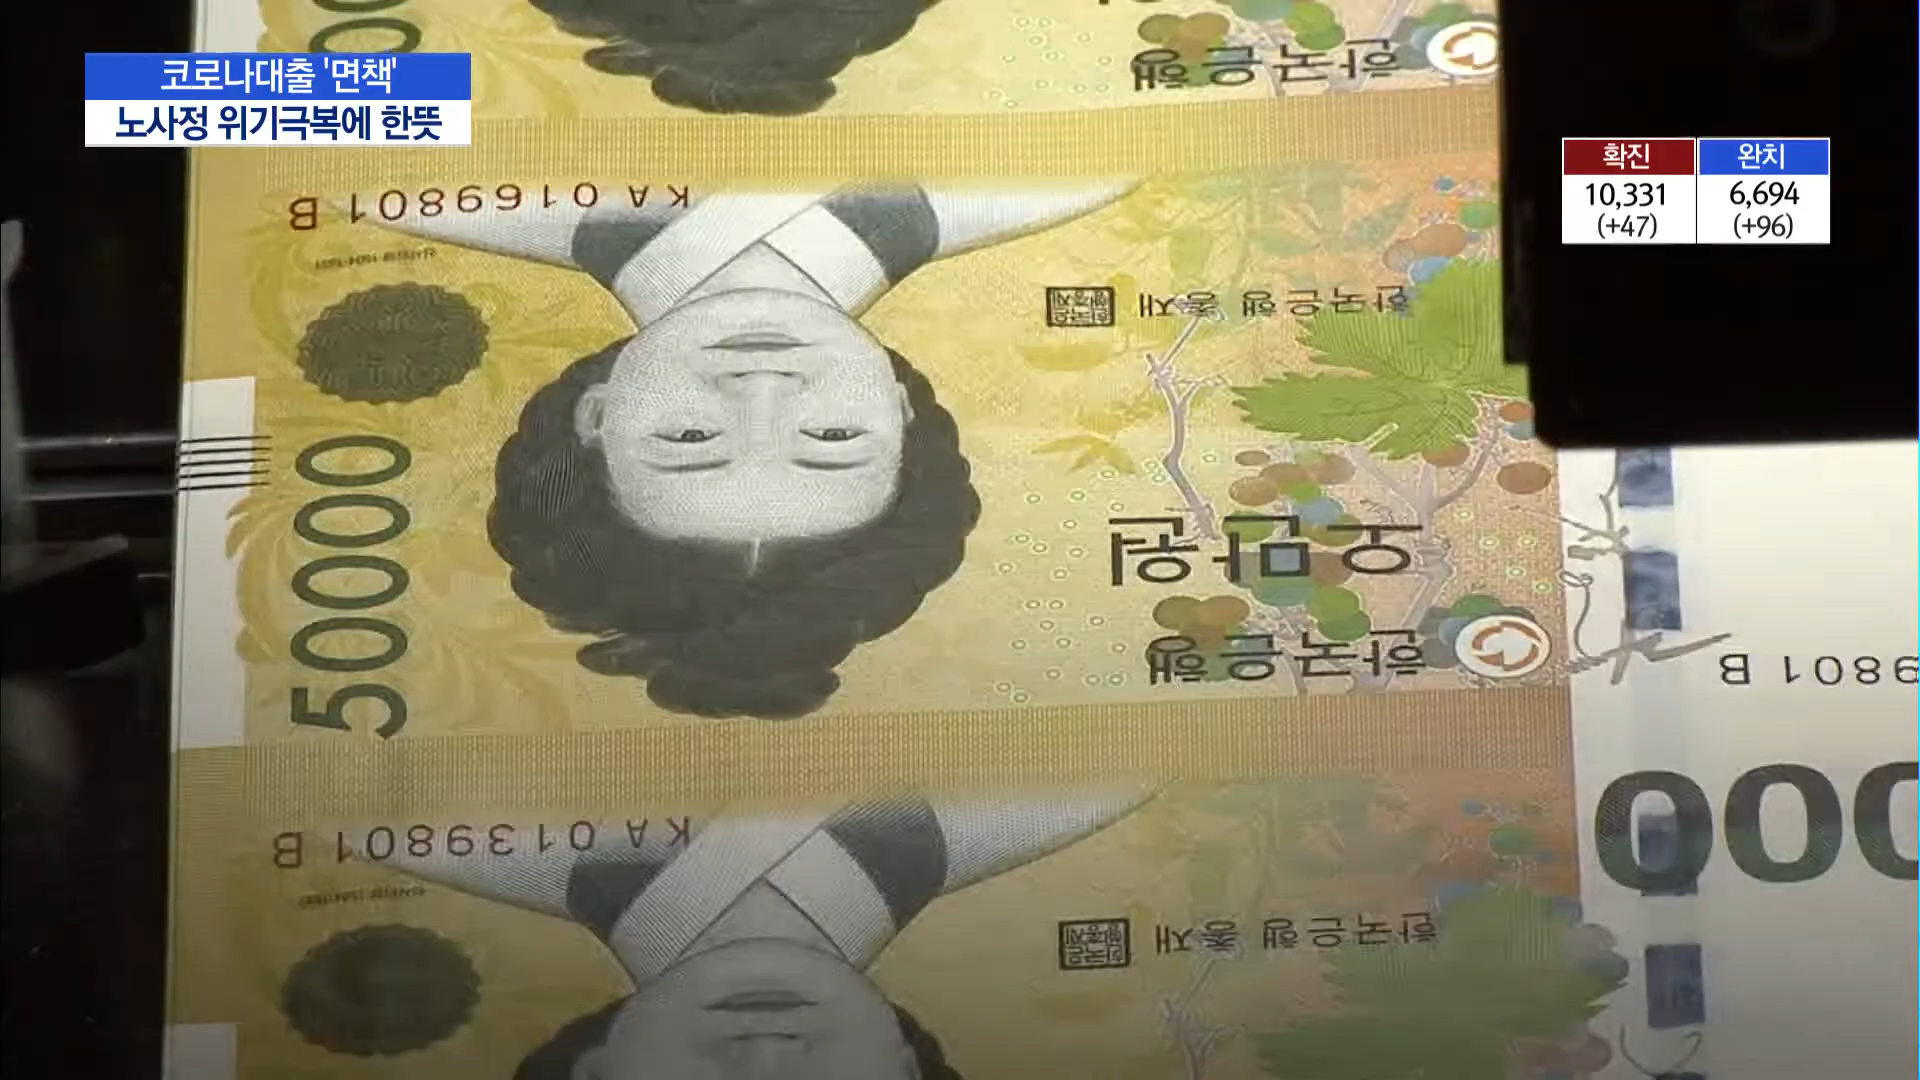 코로나대출 '면책'
노사정 위기극복에 한뜻
확진 완치
10,331 6,694
(+47) (+96)
한국은행
KA 0169801 B
한국은행 총재
50000
오만원
한국은행
9801 B
000
KA 0139801 B
한국은행 총재